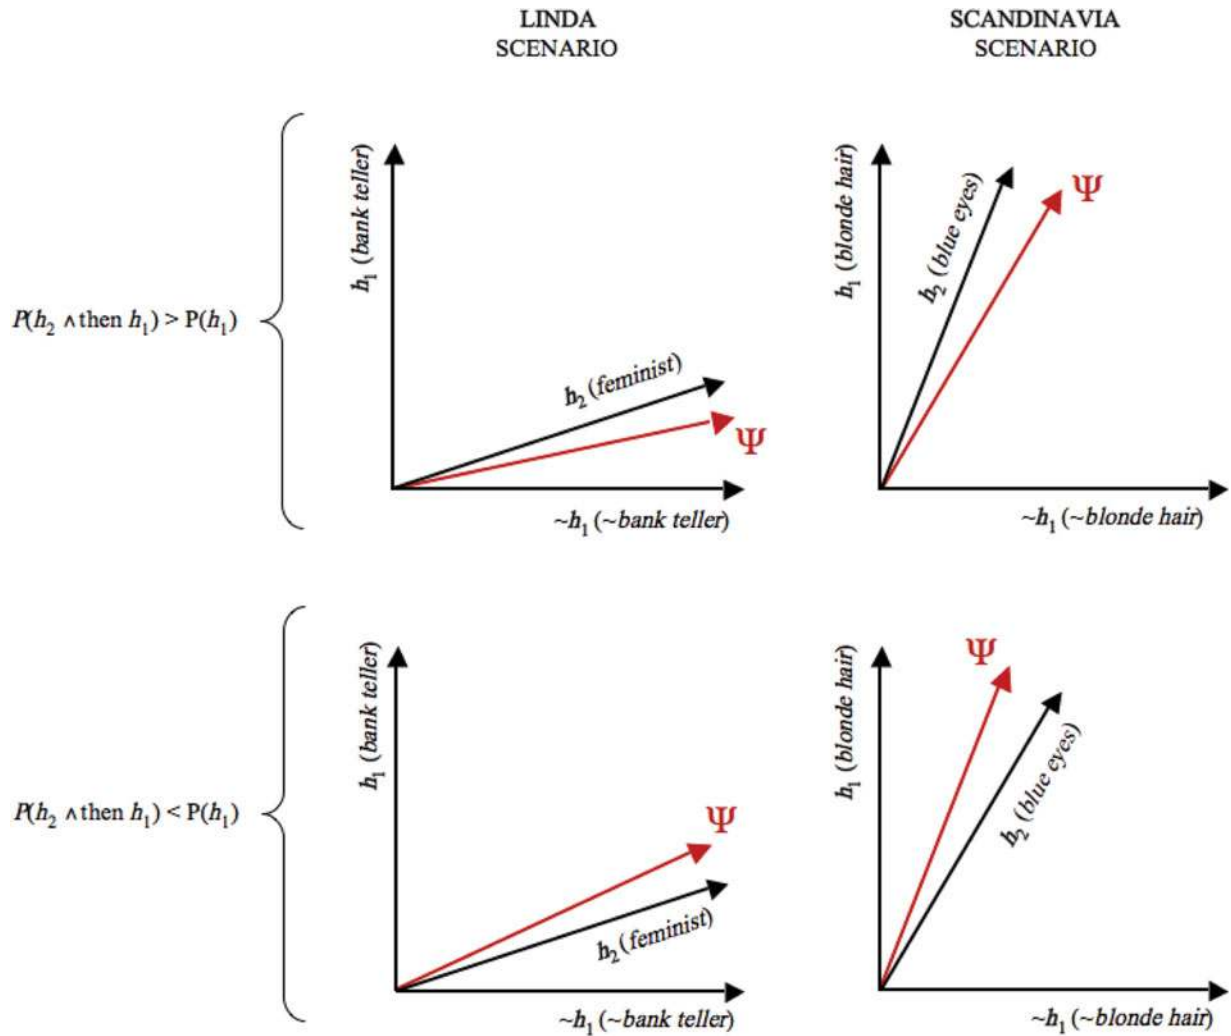 LINDA
SCENARIO
SCANDINAVIA
SCENARIO
P(h₂ ∧ then h₁) > P(h₁)
h₁ (bank teller)
h₂ (feminist)
Ψ
~h₁ (~bank teller)
h₁ (blonde hair)
h₂ (blue eyes)
Ψ
~h₁ (~blonde hair)
P(h₂ ∧ then h₁) < P(h₁)
h₁ (bank teller)
Ψ
h₂ (feminist)
~h₁ (~bank teller)
h₁ (blonde hair)
Ψ
h₂ (blue eyes)
~h₁ (~blonde hair)